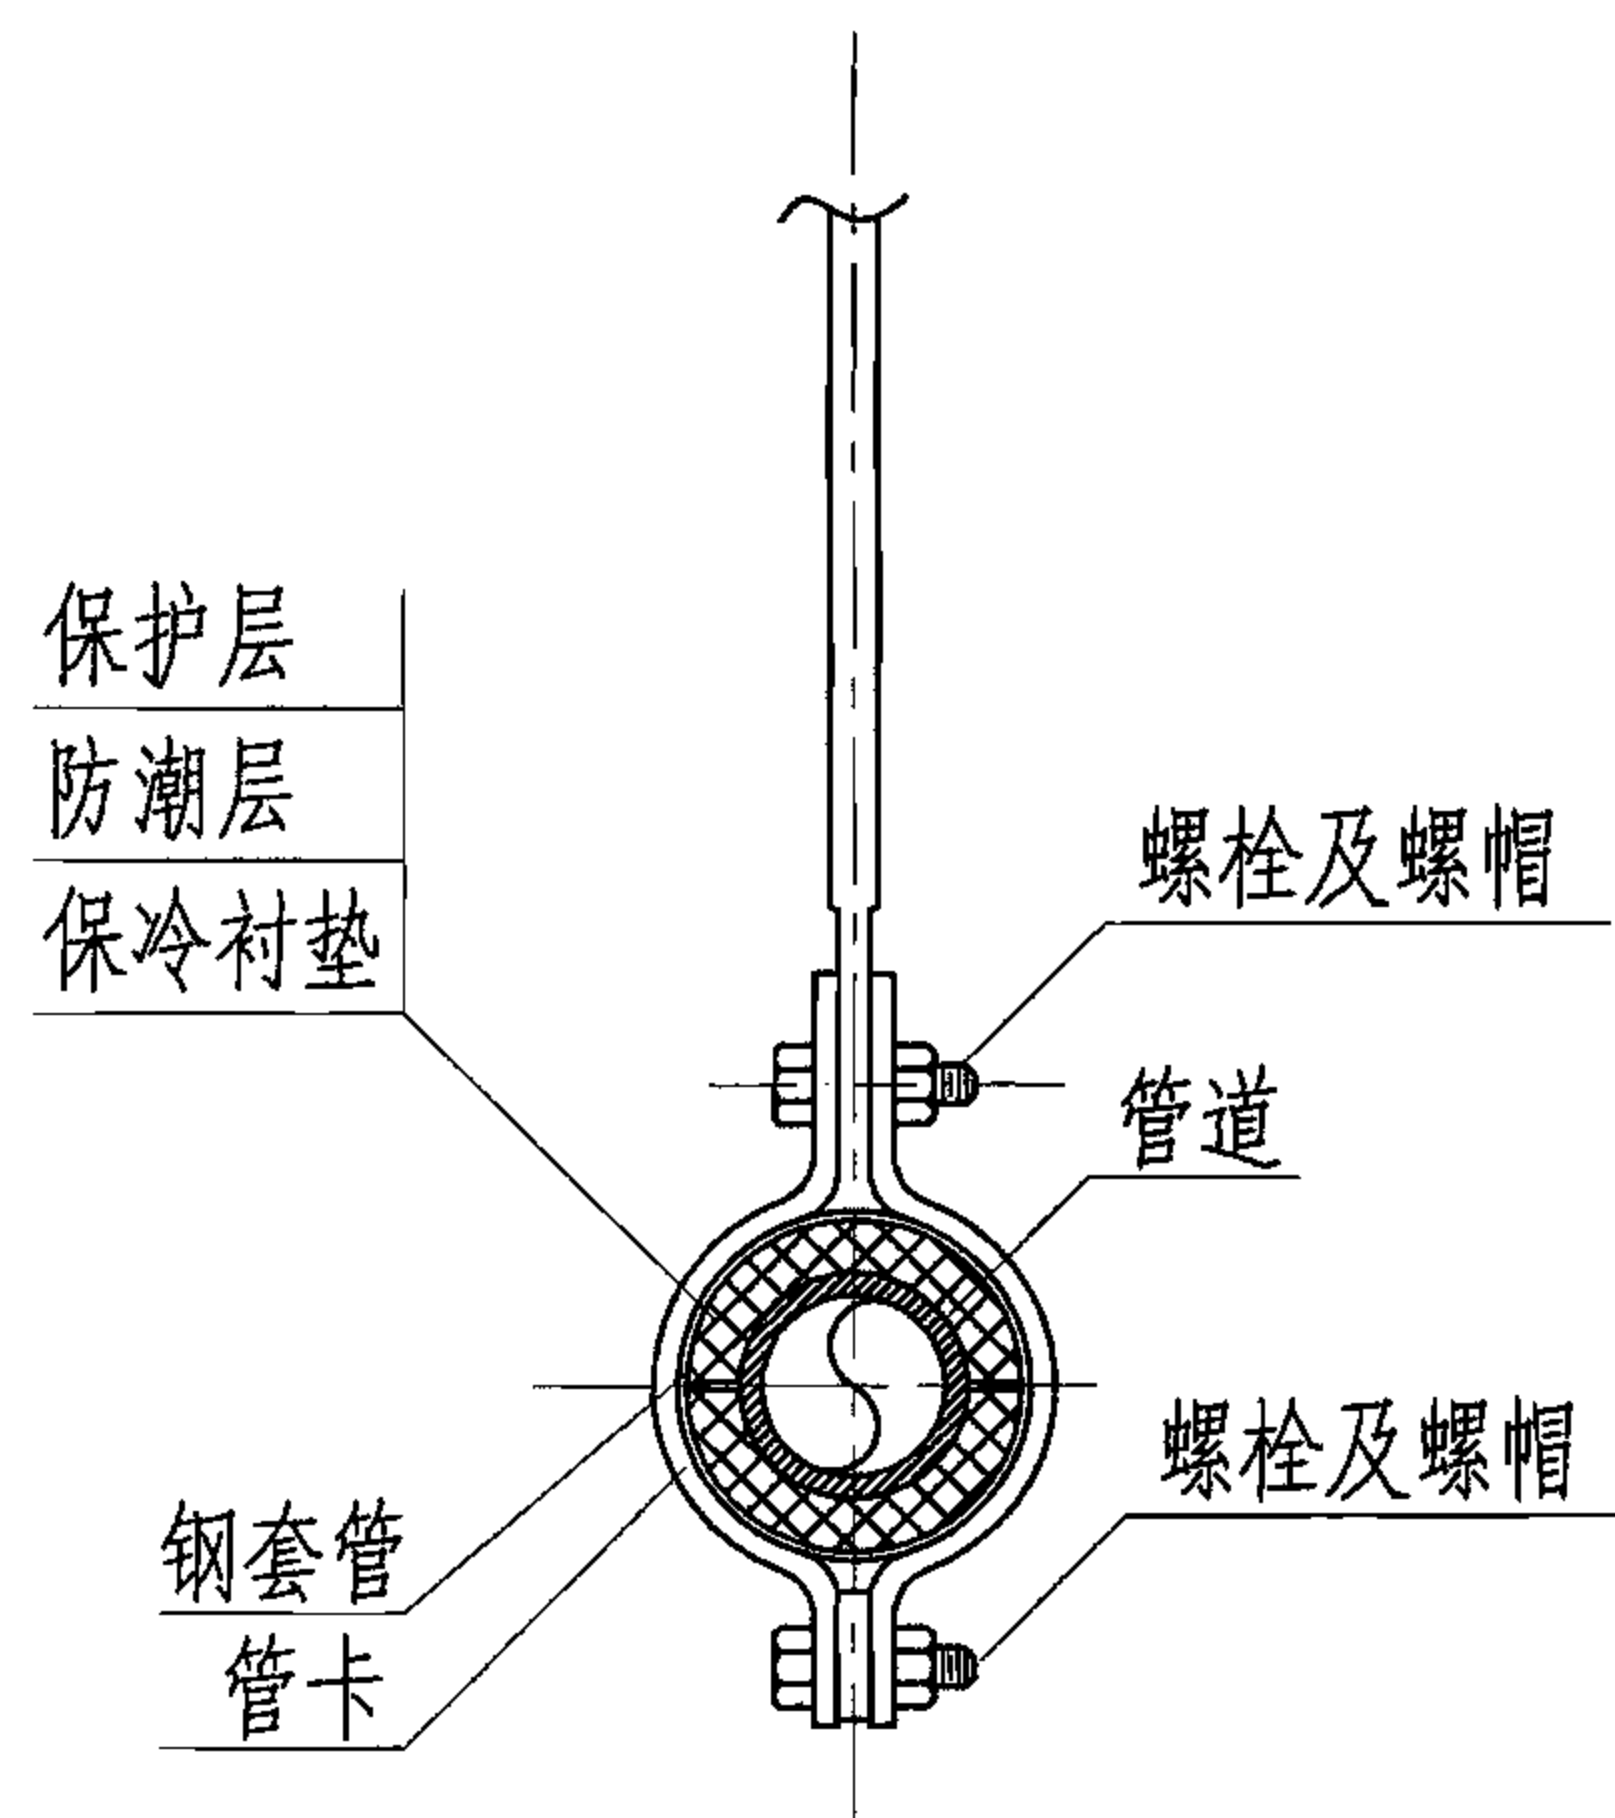 保护层
防潮层
保冷衬垫
螺栓及螺帽
管道
螺栓及螺帽
钢套管
管卡